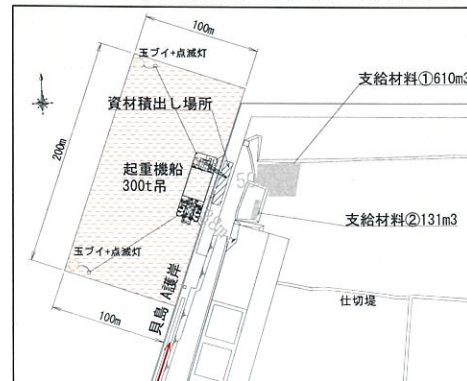 100m
玉ブイ+点滅灯
支給材料①610m3
資材積出し場所
200m
起重機船
300t吊
支給材料②131m3
玉ブイ+点滅灯
貝島 A護岸
仕切堤
100m